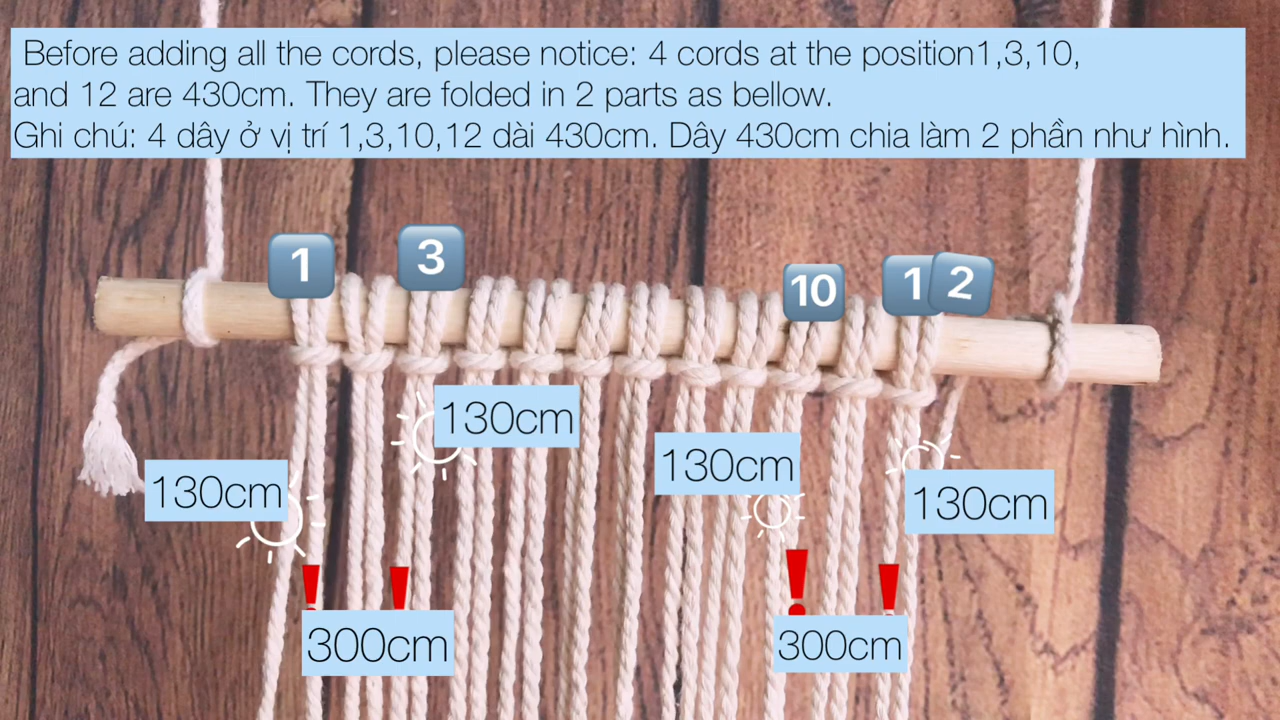 Before adding all the cords, please notice: 4 cords at the position1,3,10,
and 12 are 430cm. They are folded in 2 parts as bellow.
Ghi chú: 4 dây ở vị trí 1,3,10,12 dài 430cm. Dây 430cm chia làm 2 phần như hình.
1
3
10
1 2
130cm
130cm
130cm
130cm
300cm
300cm